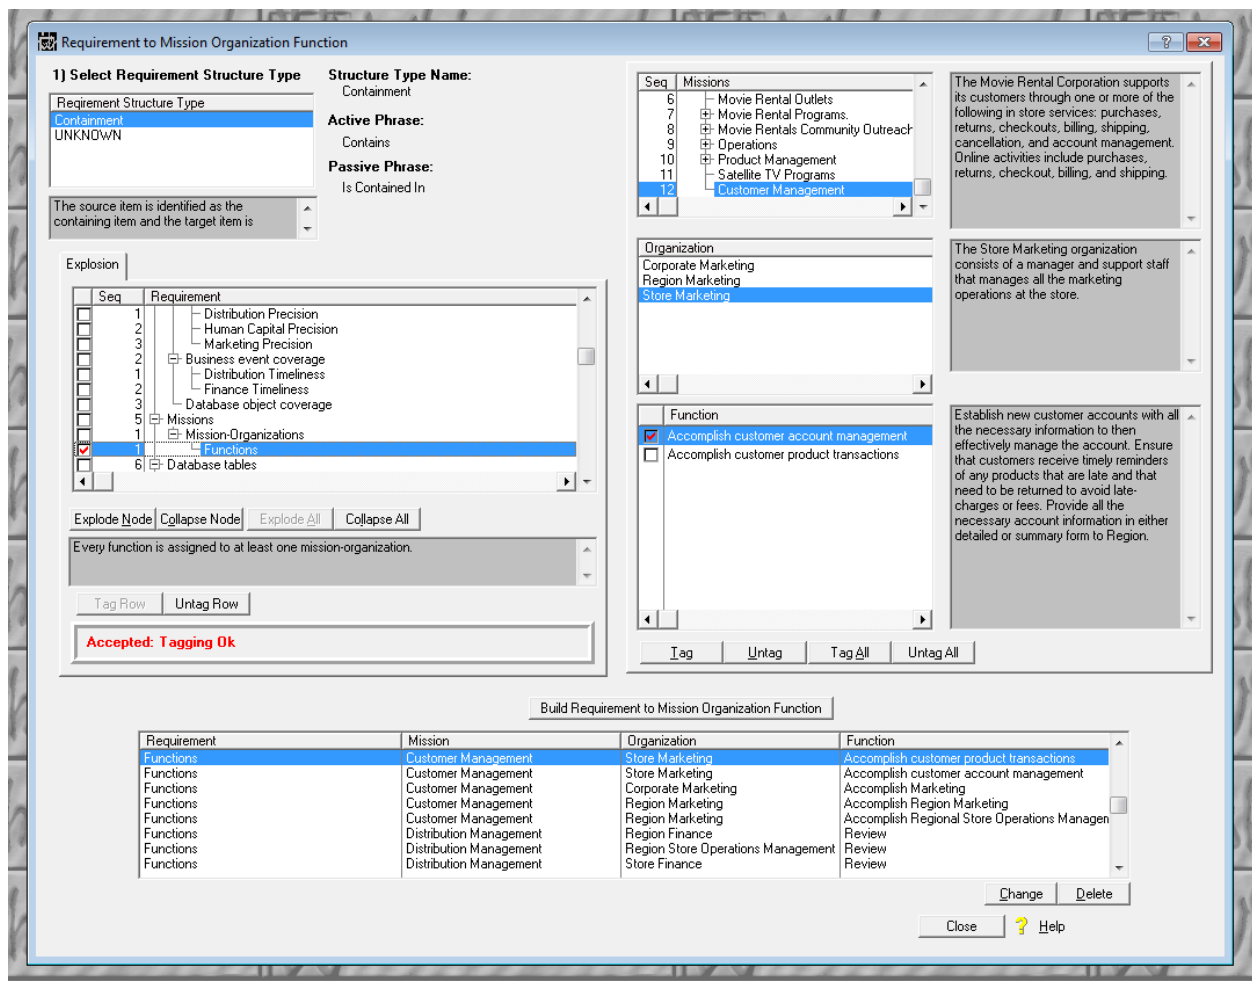 Requirement to Mission Organization Function
1) Select Requirement Structure Type
Reqirement Structure Type
Containment
UNKNOWN
The source item is identified as the
containing item and the target item is
Structure Type Name:
Containment
Active Phrase:
Contains
Passive Phrase:
Is Contained In
Explosion
Seq Requirement
1 Distribution Precision
2 Human Capital Precision
3 Marketing Precision
2 Business event coverage
1 Distribution Timeliness
2 Finance Timeliness
3 Database object coverage
5 Missions
1 Mission-Organizations
1 Functions
6 Database tables
Explode Node Collapse Node Explode All Collapse All
Every function is assigned to at least one mission-organization.
Tag Row Untag Row
Accepted: Tagging Ok
Seq Missions
6 Movie Rental Outlets
7 Movie Rental Programs.
8 Movie Rentals Community Outreach
9 Operations
10 Product Management
11 Satellite TV Programs
12 Customer Management
The Movie Rental Corporation supports
its customers through one or more of the
following in store services: purchases,
returns, checkouts, billing, shipping,
cancellation, and account management.
Online activities include purchases,
returns, checkout, billing, and shipping.
Organization
Corporate Marketing
Region Marketing
Store Marketing
The Store Marketing organization
consists of a manager and support staff
that manages all the marketing
operations at the store.
Function
Accomplish customer account management
Accomplish customer product transactions
Establish new customer accounts with all
the necessary information to then
effectively manage the account. Ensure
that customers receive timely reminders
of any products that are late and that
need to be returned to avoid late-
charges or fees. Provide all the
necessary account information in either
detailed or summary form to Region.
Tag Untag Tag All Untag All
Build Requirement to Mission Organization Function
Requirement Mission Organization Function
Functions Customer Management Store Marketing Accomplish customer product transactions
Functions Customer Management Store Marketing Accomplish customer account management
Functions Customer Management Corporate Marketing Accomplish Marketing
Functions Customer Management Region Marketing Accomplish Region Marketing
Functions Customer Management Region Marketing Accomplish Regional Store Operations Managen
Functions Distribution Management Region Finance Review
Functions Distribution Management Region Store Operations Management Review
Functions Distribution Management Store Finance Review
Change Delete
Close ? Help